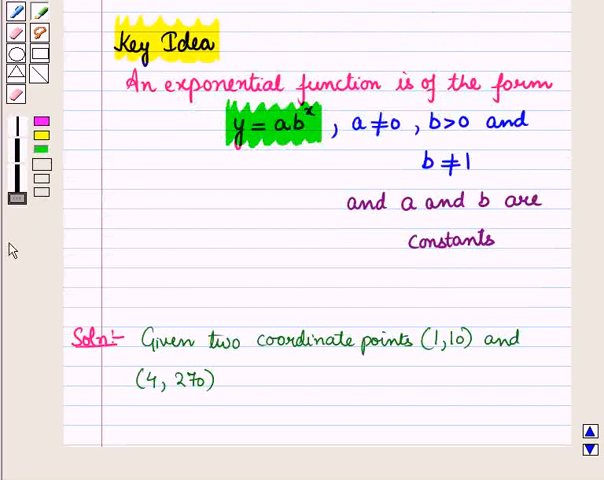 Key Idea
An exponential function is of the form
y = abˣ, a ≠ 0, b > 0 and
b ≠ 1
and a and b are
constants
Soln:- Given two coordinate points (1,10) and
(4, 270)